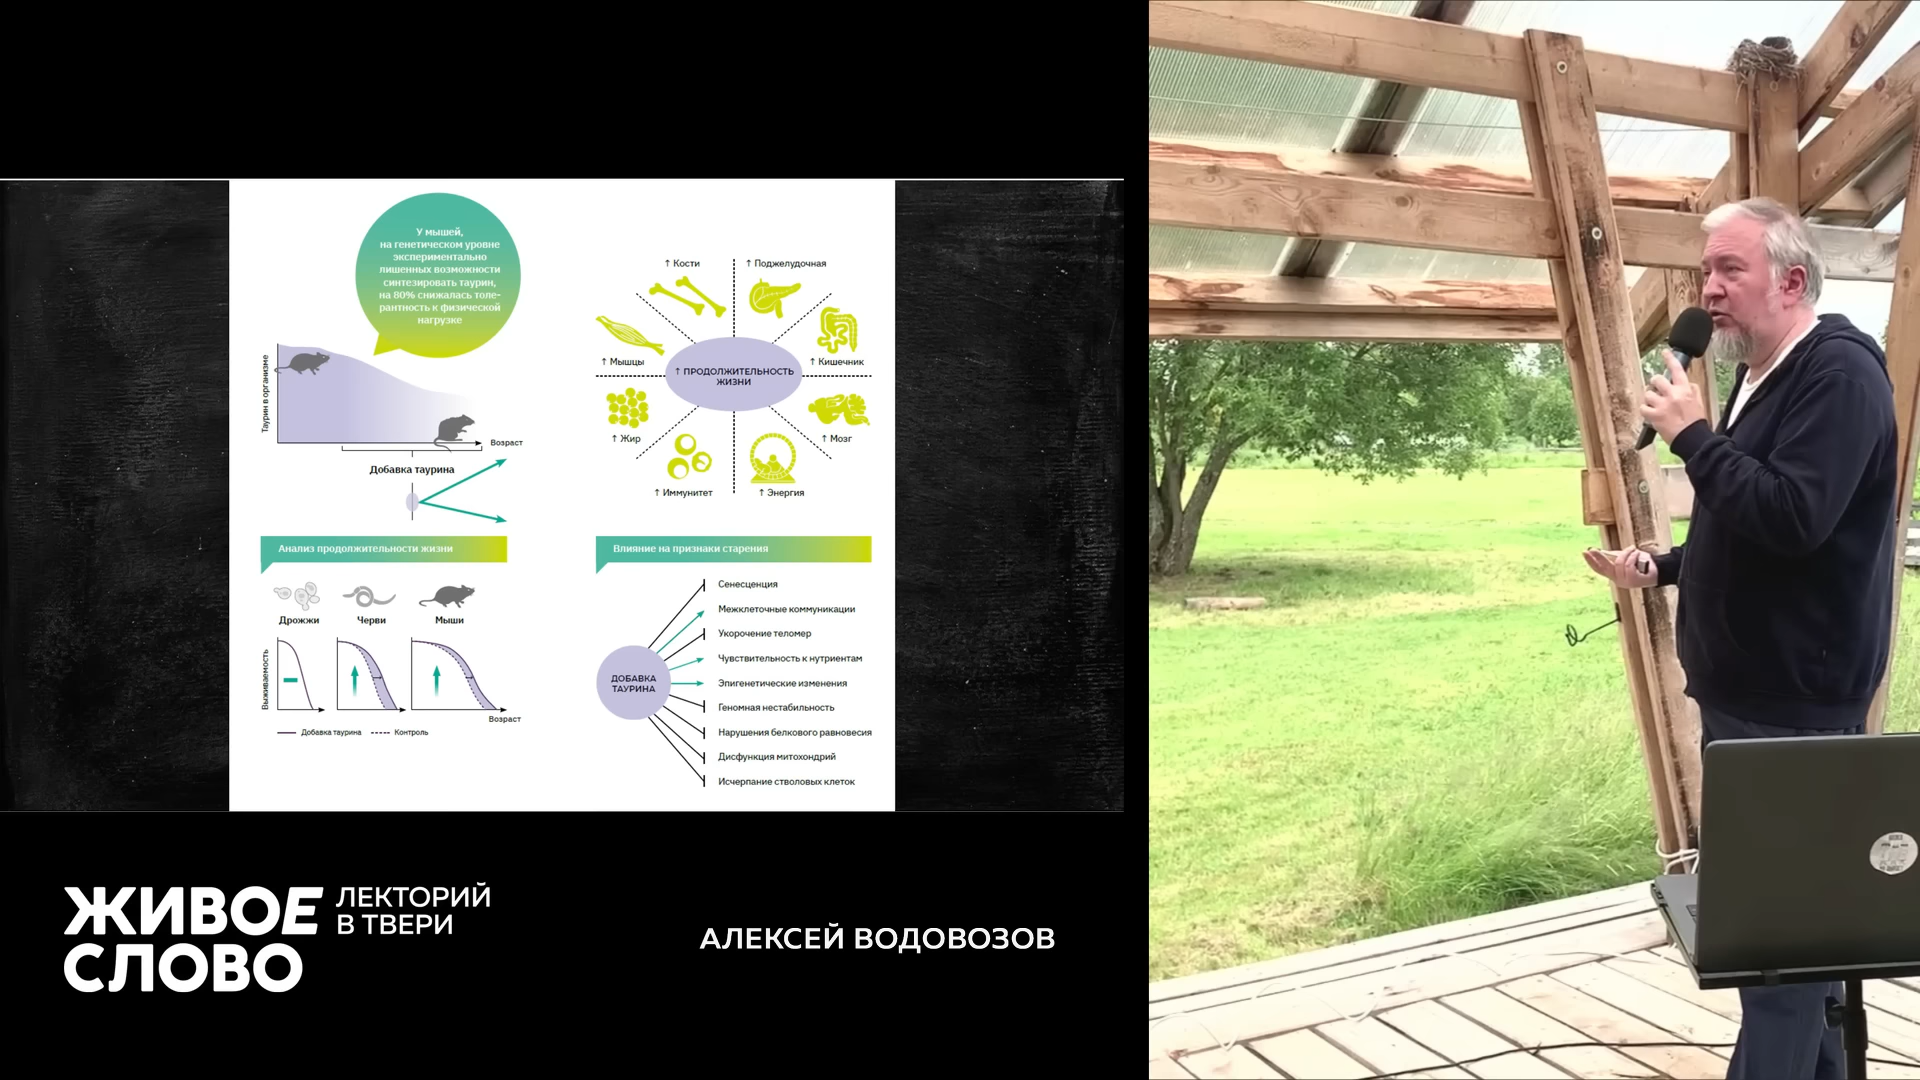 У мышей,
на генетическом уровне
экспериментально
лишенных возможности
синтезировать таурин,
на 80% снижалась толе-
рантность к физической
нагрузке
Таурин в организме
Возраст
Добавка таурина
Анализ продолжительности жизни
Дрожжи
Черви
Мыши
Выживаемость
Возраст
Добавка таурина
Контроль
↑ Кости
↑ Поджелудочная
↑ Мышцы
↑ Кишечник
↑ ПРОДОЛЖИТЕЛЬНОСТЬ
ЖИЗНИ
↑ Жир
↑ Мозг
↑ Иммунитет
↑ Энергия
Влияние на признаки старения
ДОБАВКА
ТАУРИНА
Сенесценция
Межклеточные коммуникации
Укорочение теломер
Чувствительность к нутриентам
Эпигенетические изменения
Геномная нестабильность
Нарушения белкового равновесия
Дисфункция митохондрий
Исчерпание стволовых клеток
ЖИВОЕ
СЛОВО
ЛЕКТОРИЙ
В ТВЕРИ
АЛЕКСЕЙ ВОДОВОЗОВ